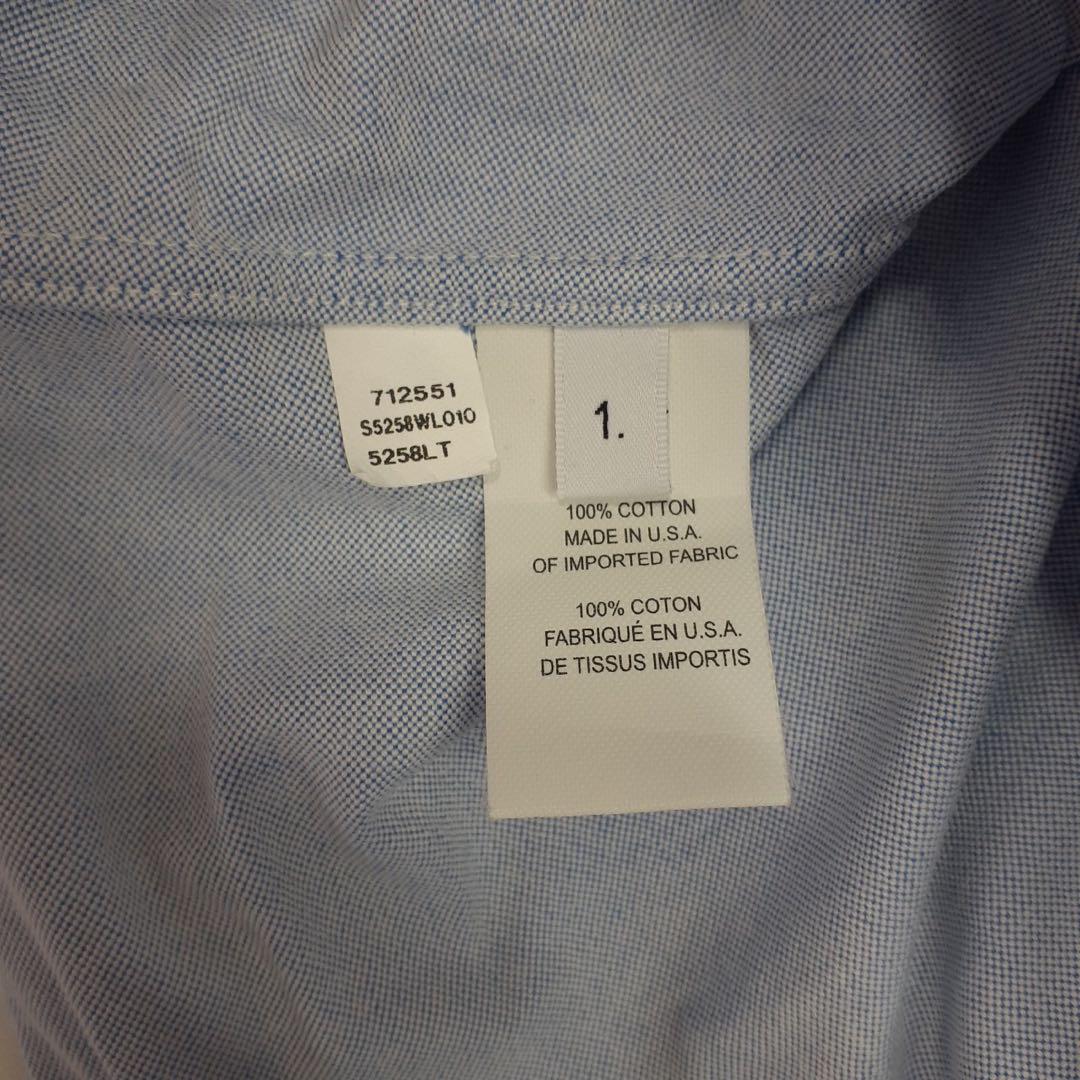 712551
S5258WL010
5258LT
1.
100% COTTON
MADE IN U.S.A.
OF IMPORTED FABRIC
100% COTON
FABRIQUÉ EN U.S.A.
DE TISSUS IMPORTIS